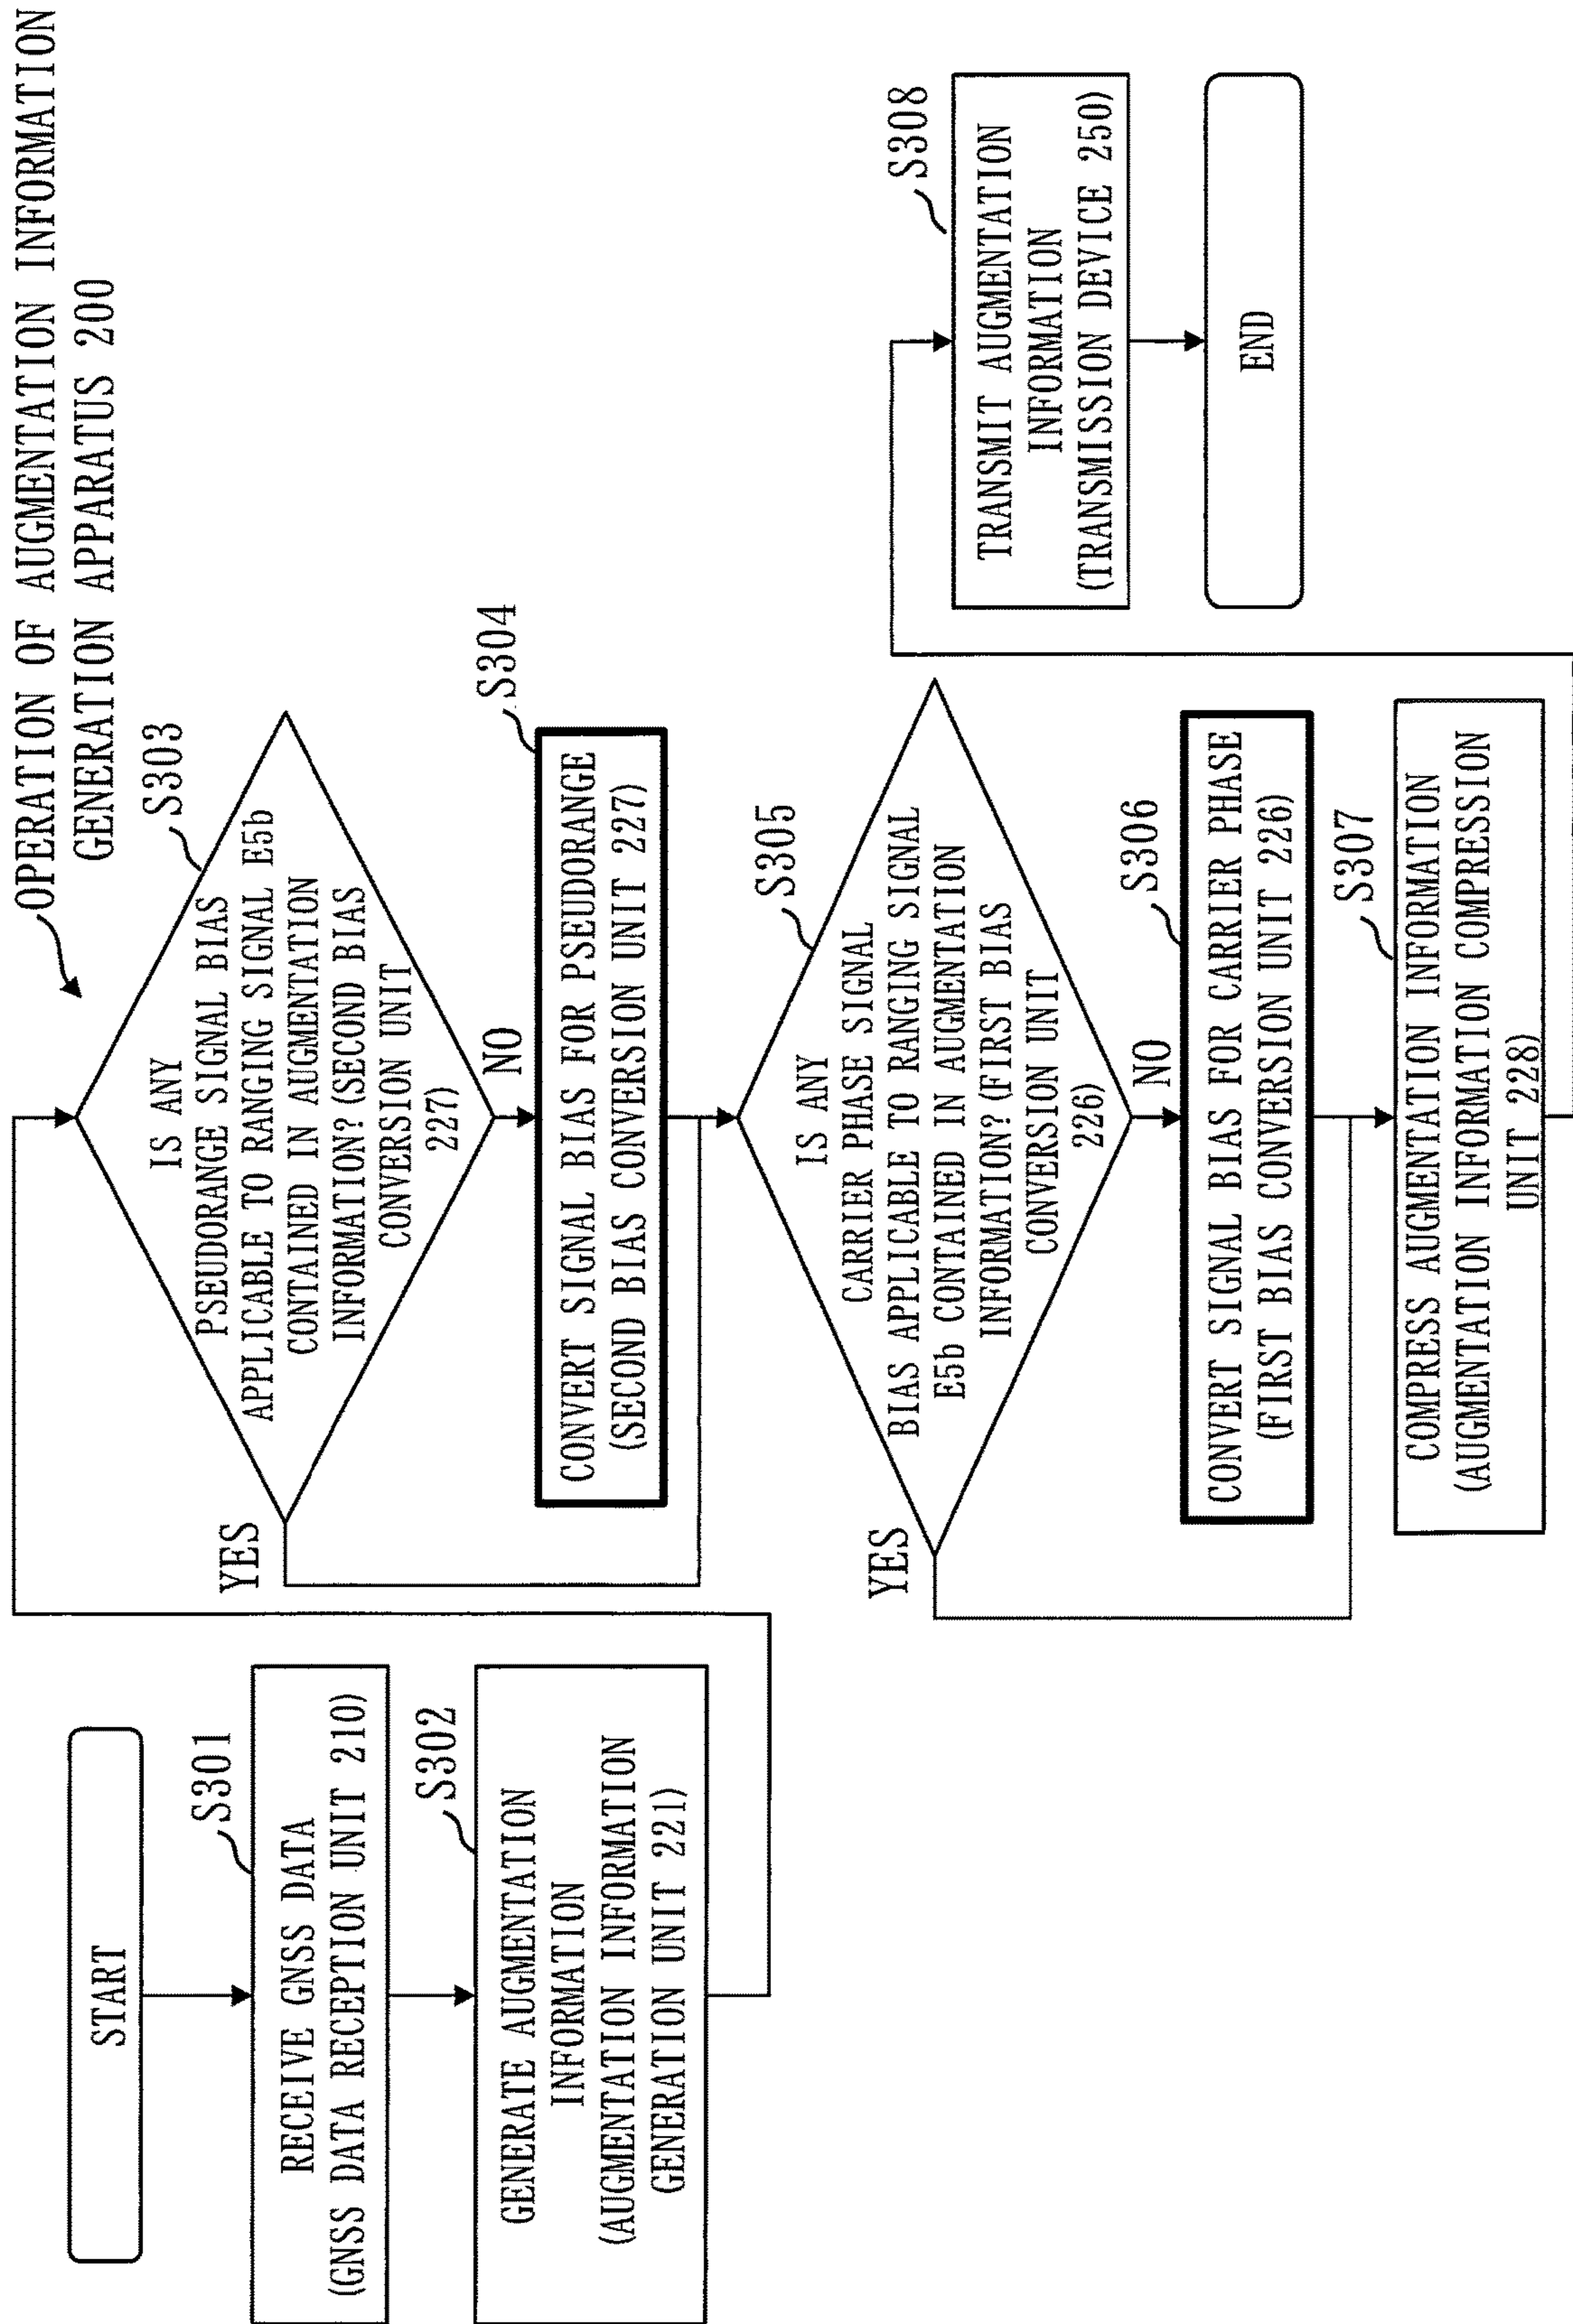 OPERATION OF AUGMENTATION INFORMATION
GENERATION APPARATUS 200
START
S301
RECEIVE GNSS DATA
(GNSS DATA RECEPTION UNIT 210)
S302
GENERATE AUGMENTATION
INFORMATION
(AUGMENTATION INFORMATION
GENERATION UNIT 221)
S303
IS ANY
PSEUDORANGE SIGNAL BIAS
APPLICABLE TO RANGING SIGNAL E5b
CONTAINED IN AUGMENTATION
INFORMATION? (SECOND BIAS
CONVERSION UNIT
227)
YES
NO
S304
CONVERT SIGNAL BIAS FOR PSEUDORANGE
(SECOND BIAS CONVERSION UNIT 227)
S305
IS ANY
CARRIER PHASE SIGNAL
BIAS APPLICABLE TO RANGING SIGNAL
E5b CONTAINED IN AUGMENTATION
INFORMATION? (FIRST BIAS
CONVERSION UNIT
226)
YES
NO
S306
CONVERT SIGNAL BIAS FOR CARRIER PHASE
(FIRST BIAS CONVERSION UNIT 226)
S307
COMPRESS AUGMENTATION INFORMATION
(AUGMENTATION INFORMATION COMPRESSION
UNIT 228)
S308
TRANSMIT AUGMENTATION
INFORMATION
(TRANSMISSION DEVICE 250)
END